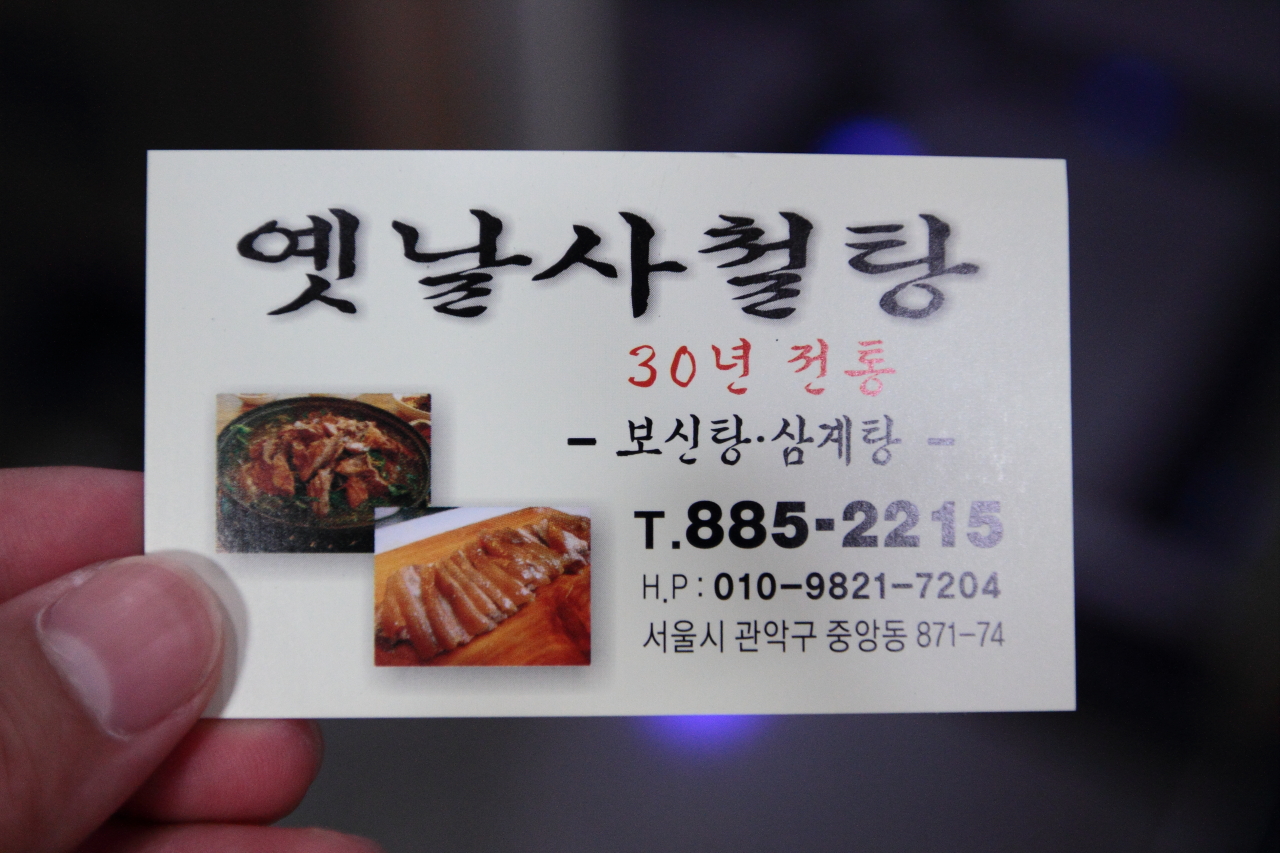 옛날사철탕
30년 전통
- 보신탕·삼계탕 -
T.885-2215
H.P : 010-9821-7204
서울시 관악구 중앙동 871-74